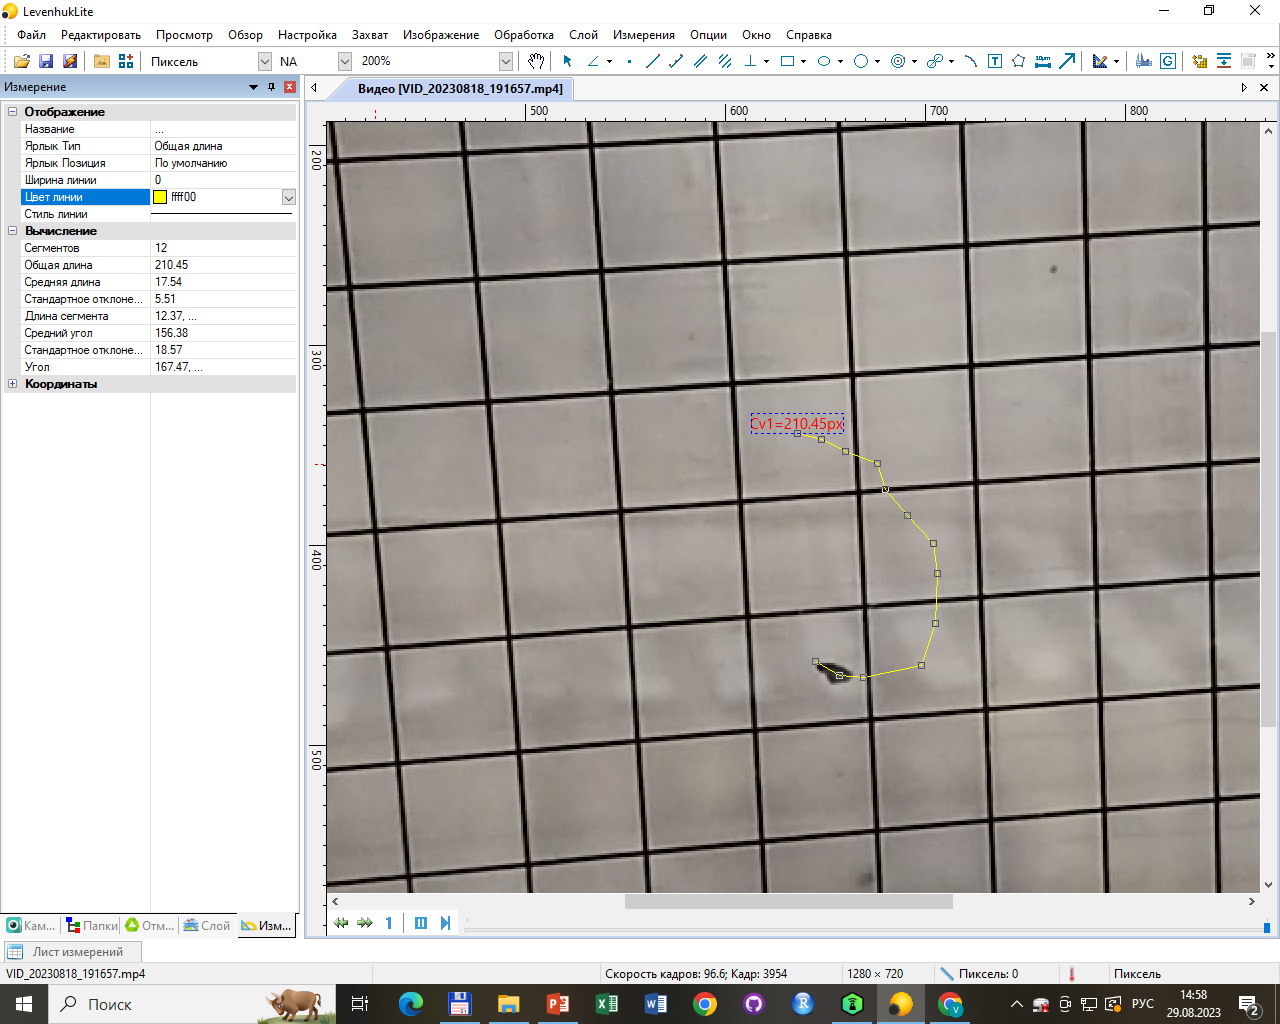 LevenhukLite
Файл Редактировать Просмотр Обзор Настройка Захват Изображение Обработка Слой Измерения Опции Окно Справка
Пиксель NA 200%
Измерение
Видео [VID_20230818_191657.mp4]
Отображение
Название ...
Ярлык Тип Общая длина
Ярлык Позиция По умолчанию
Ширина линии 0
Цвет линии ffff00
Стиль линии
Вычисление
Сегментов 12
Общая длина 210.45
Средняя длина 17.54
Стандартное отклоне... 5.51
Длина сегмента 12.37, ...
Средний угол 156.38
Стандартное отклоне... 18.57
Угол 167.47, ...
Координаты
500 600 700 800
200
300
400
500
Cv1=210.45px
1
Кам... Папки Отм... Слой Изм...
Лист измерений
VID_20230818_191657.mp4 Скорость кадров: 96.6; Кадр: 3954 1280 × 720 Пиксель: 0 Пиксель
Поиск
РУС
14:58
29.08.2023
2